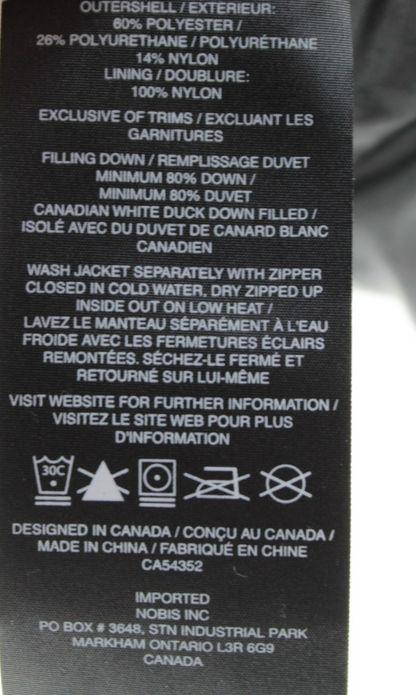 OUTERSHELL / EXTERIEUR:
60% POLYESTER /
26% POLYURETHANE / POLYURÉTHANE
14% NYLON
LINING / DOUBLURE:
100% NYLON
EXCLUSIVE OF TRIMS / EXCLUANT LES
GARNITURES
FILLING DOWN / REMPLISSAGE DUVET
MINIMUM 80% DOWN /
MINIMUM 80% DUVET
CANADIAN WHITE DUCK DOWN FILLED /
ISOLÉ AVEC DU DUVET DE CANARD BLANC
CANADIEN
WASH JACKET SEPARATELY WITH ZIPPER
CLOSED IN COLD WATER, DRY ZIPPED UP
INSIDE OUT ON LOW HEAT /
LAVEZ LE MANTEAU SÉPARÉMENT À L'EAU
FROIDE AVEC LES FERMETURES ÉCLAIRS
REMONTÉES. SÉCHEZ-LE FERMÉ ET
RETOURNÉ SUR LUI-MÊME
VISIT WEBSITE FOR FURTHER INFORMATION /
VISITEZ LE SITE WEB POUR PLUS
D'INFORMATION
30C
DESIGNED IN CANADA / CONÇU AU CANADA /
MADE IN CHINA / FABRIQUÉ EN CHINE
CA54352
IMPORTED
NOBIS INC
PO BOX # 3648, STN INDUSTRIAL PARK
MARKHAM ONTARIO L3R 6G9
CANADA